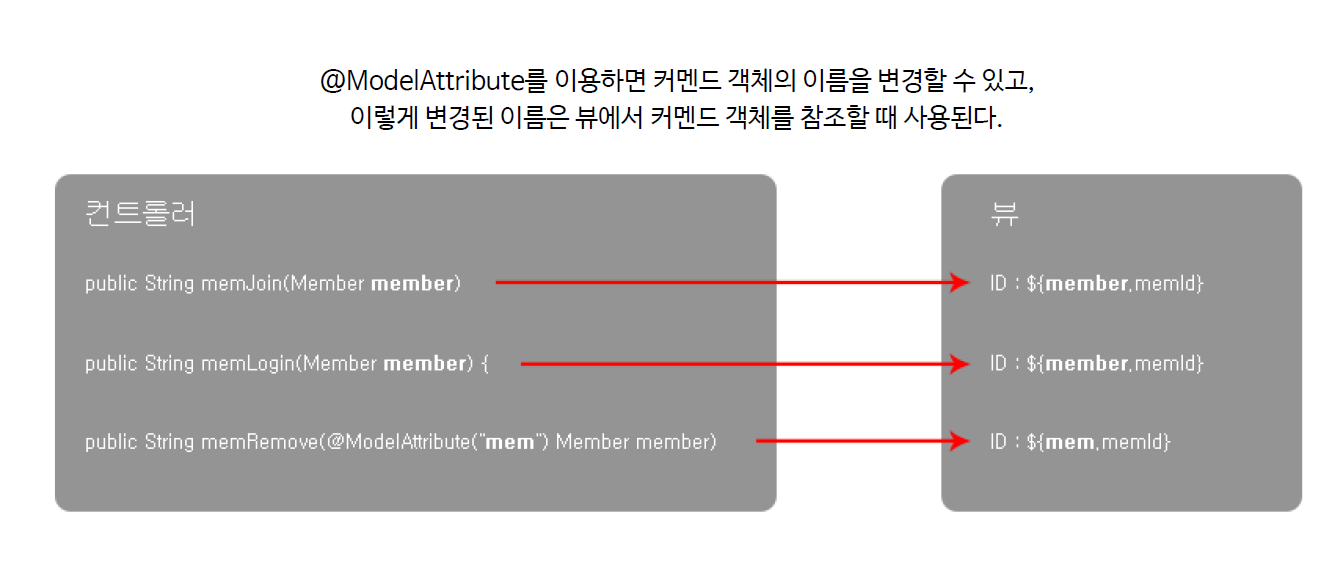 @ModelAttribute를 이용하면 커멘드 객체의 이름을 변경할 수 있고,
이렇게 변경된 이름은 뷰에서 커멘드 객체를 참조할 때 사용된다.
컨트롤러
public String memJoin(Member member)
public String memLogin(Member member) {
public String memRemove(@ModelAttribute("mem") Member member)
뷰
ID : ${member.memId}
ID : ${member.memId}
ID : ${mem.memId}